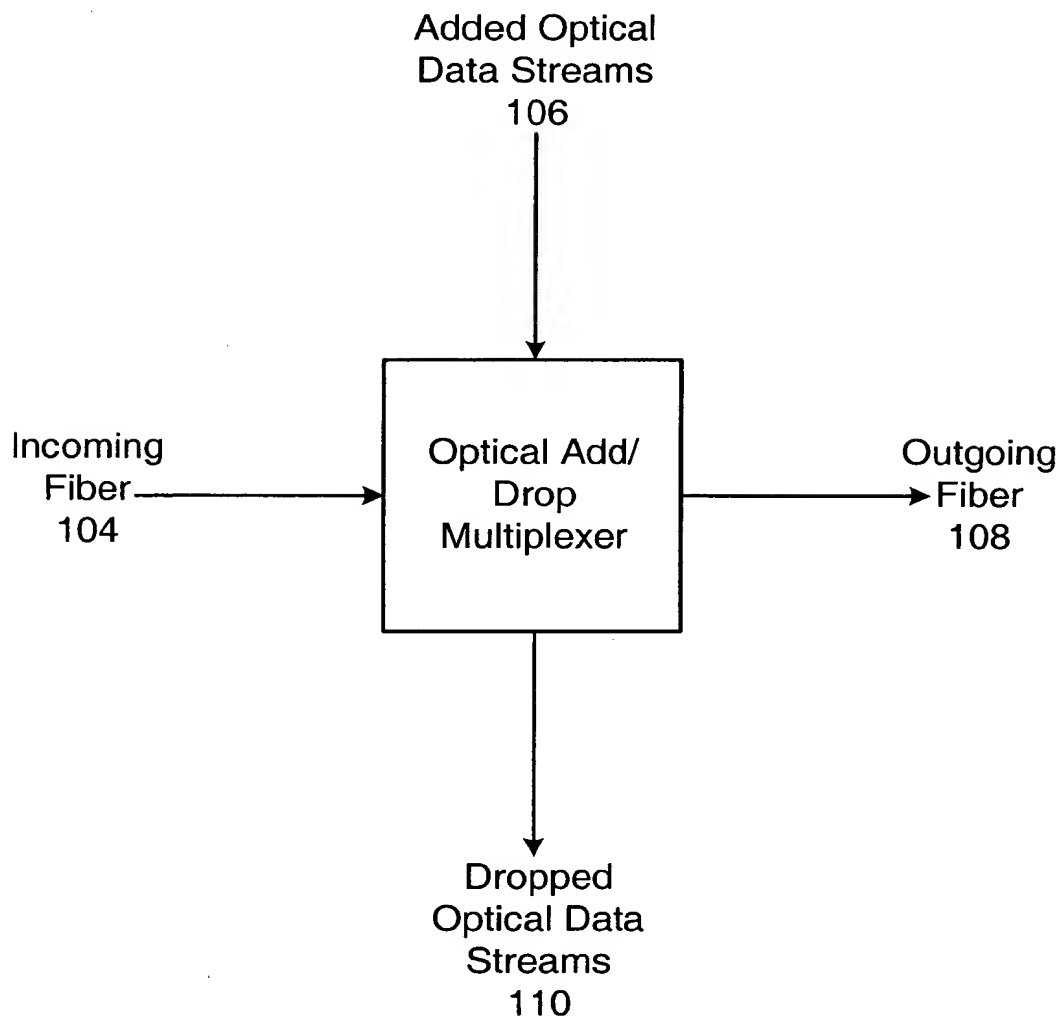 Added Optical
Data Streams
106
Incoming
Fiber
104
Optical Add/
Drop
Multiplexer
Outgoing
Fiber
108
Dropped
Optical Data
Streams
110